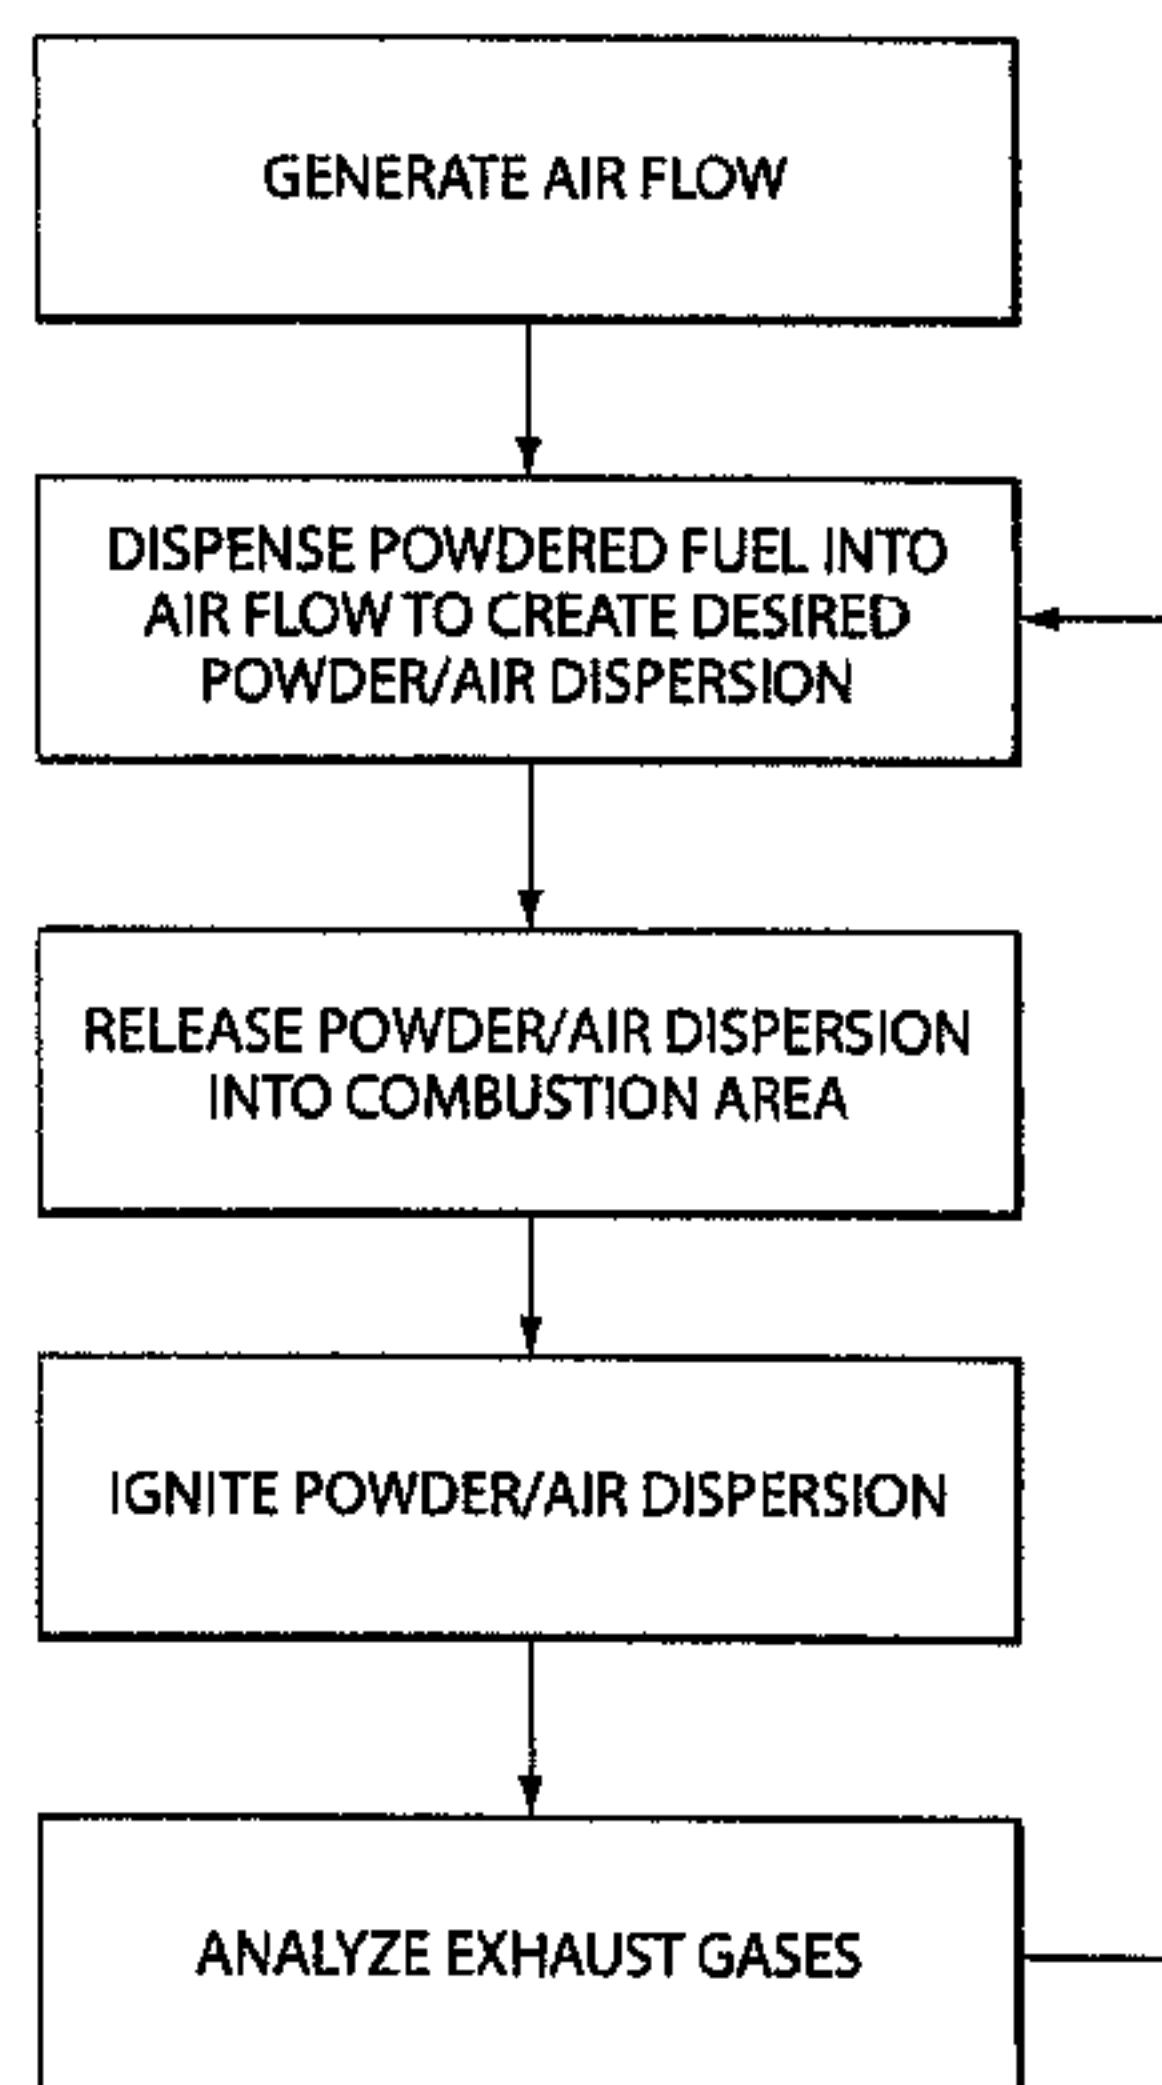 GENERATE AIR FLOW
DISPENSE POWDERED FUEL INTO
AIR FLOW TO CREATE DESIRED
POWDER/AIR DISPERSION
RELEASE POWDER/AIR DISPERSION
INTO COMBUSTION AREA
IGNITE POWDER/AIR DISPERSION
ANALYZE EXHAUST GASES